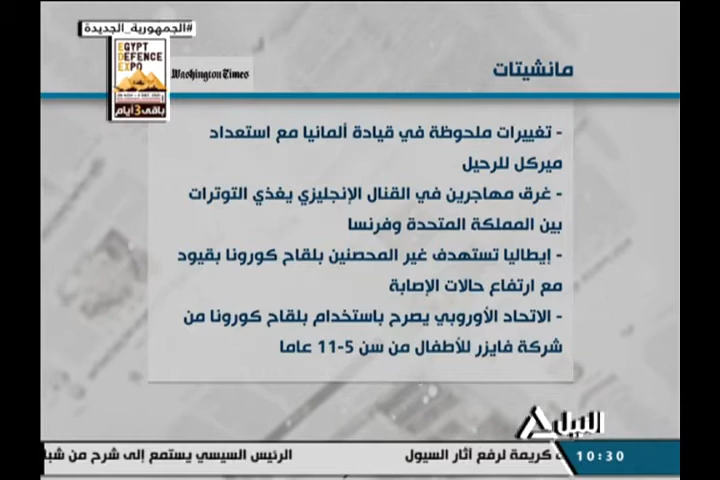 #الجمهورية_الجديدة
EGYPT
DEFENCE
EXPO
باقى 3 أيام
Washington Times
مانشيتات
- تغييرات ملحوظة في قيادة ألمانيا مع استعداد
ميركل للرحيل
- غرق مهاجرين في القنال الإنجليزي يغذي التوترات
بين المملكة المتحدة وفرنسا
- إيطاليا تستهدف غير المحصنين بلقاح كورونا بقيود
مع ارتفاع حالات الإصابة
- الاتحاد الأوروبي يصرح باستخدام بلقاح كورونا من
شركة فايزر للأطفال من سن 5-11 عاما
النيل
10:30
كريمة لرفع آثار السيول
الرئيس السيسي يستمع إلى شرح من